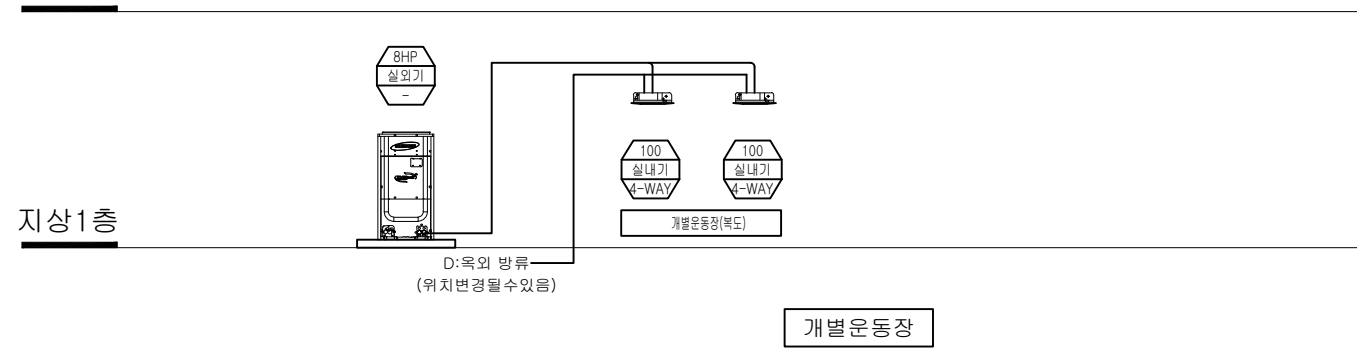 8HP
실외기
-
100
실내기
4-WAY
100
실내기
4-WAY
지상1층
개별운동장(복도)
D:옥외 방류
(위치변경될수있음)
개별운동장